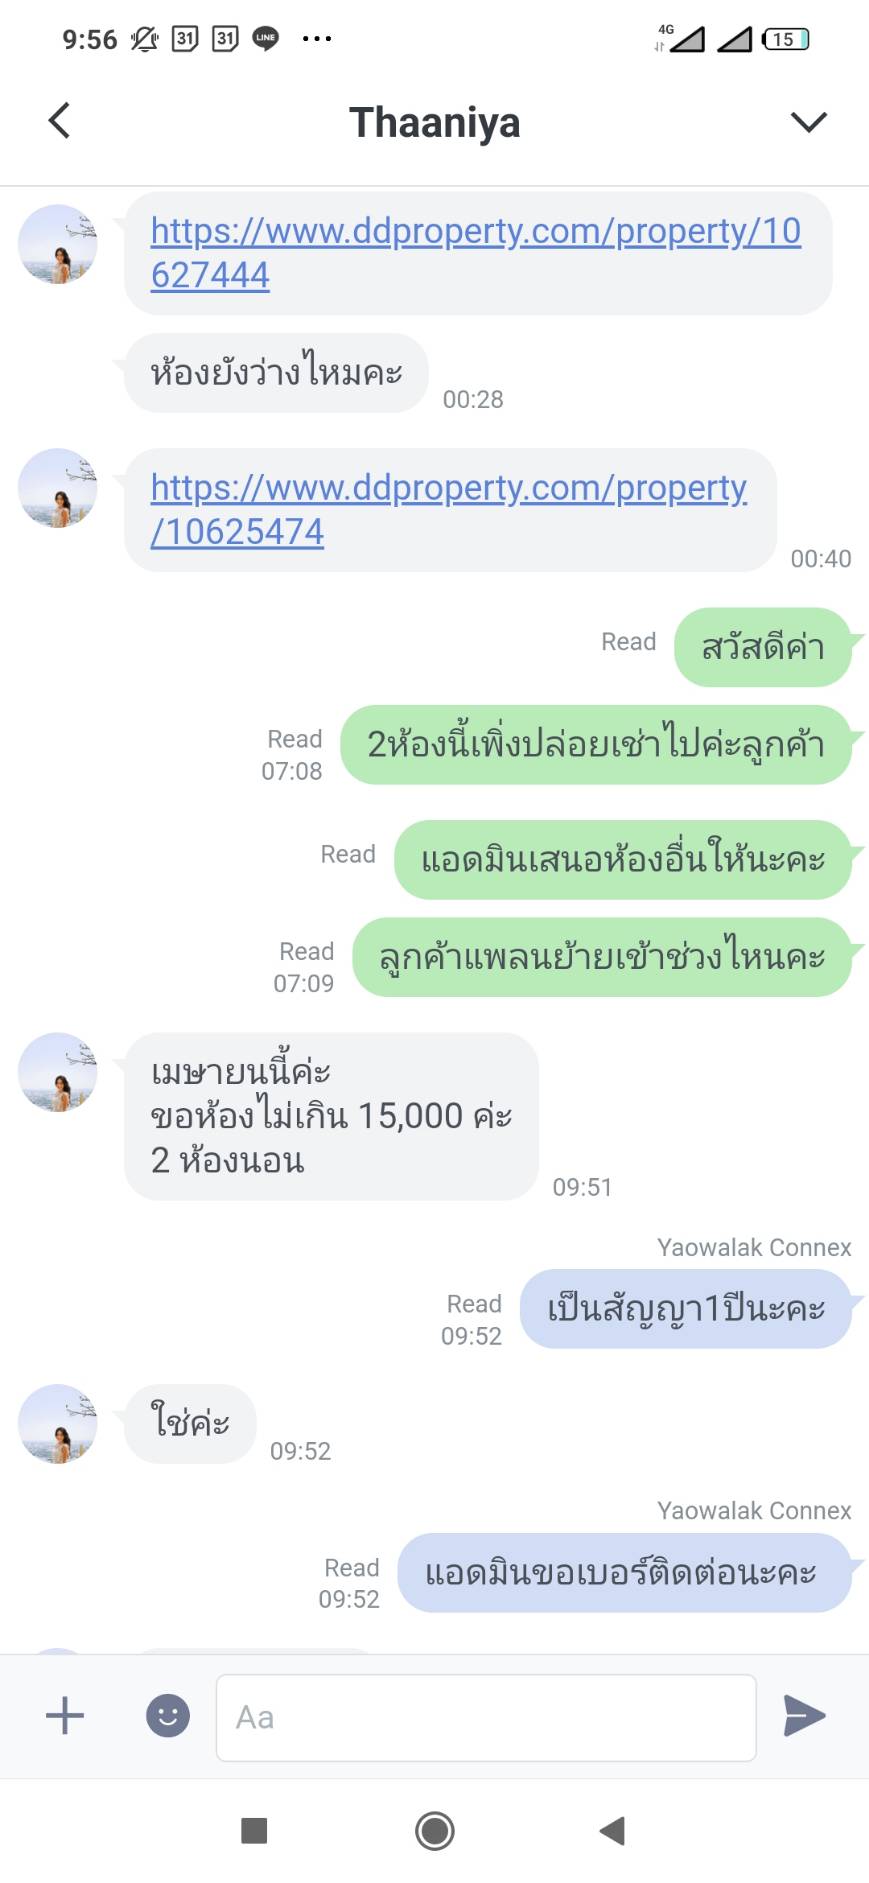 9:56
31
31
LINE
4G
15
Thaaniya
https://www.ddproperty.com/property/10
627444
ห้องยังว่างไหมคะ
00:28
https://www.ddproperty.com/property
/10625474
00:40
Read
สวัสดีค่า
Read
07:08
2ห้องนี้เพิ่งปล่อยเช่าไปค่ะลูกค้า
Read
แอดมินเสนอห้องอื่นให้นะคะ
Read
07:09
ลูกค้าแพลนย้ายเข้าช่วงไหนคะ
เมษายนนี้ค่ะ
ขอห้องไม่เกิน 15,000 ค่ะ
2 ห้องนอน
09:51
Yaowalak Connex
Read
09:52
เป็นสัญญา1ปีนะคะ
ใช่ค่ะ
09:52
Yaowalak Connex
Read
09:52
แอดมินขอเบอร์ติดต่อนะคะ
Aa